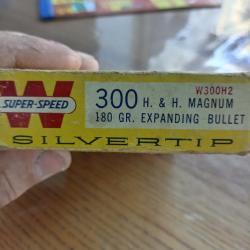 W
SUPER-SPEED
W300H2
300 H. & H. MAGNUM
180 GR. EXPANDING BULLET
SILVERTIP